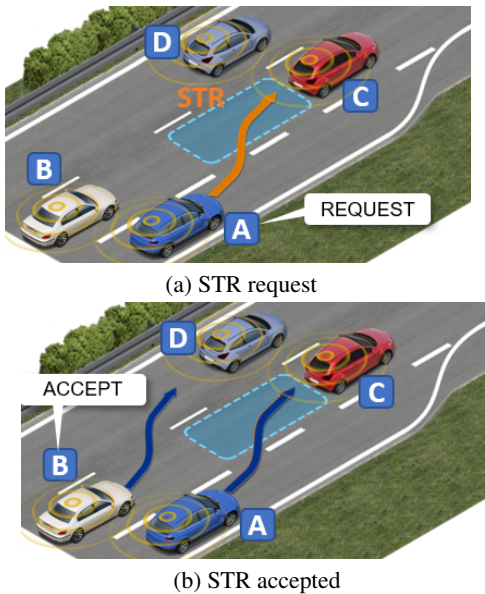 D
STR
C
B
A
REQUEST
(a) STR request
D
ACCEPT
C
B
A
(b) STR accepted